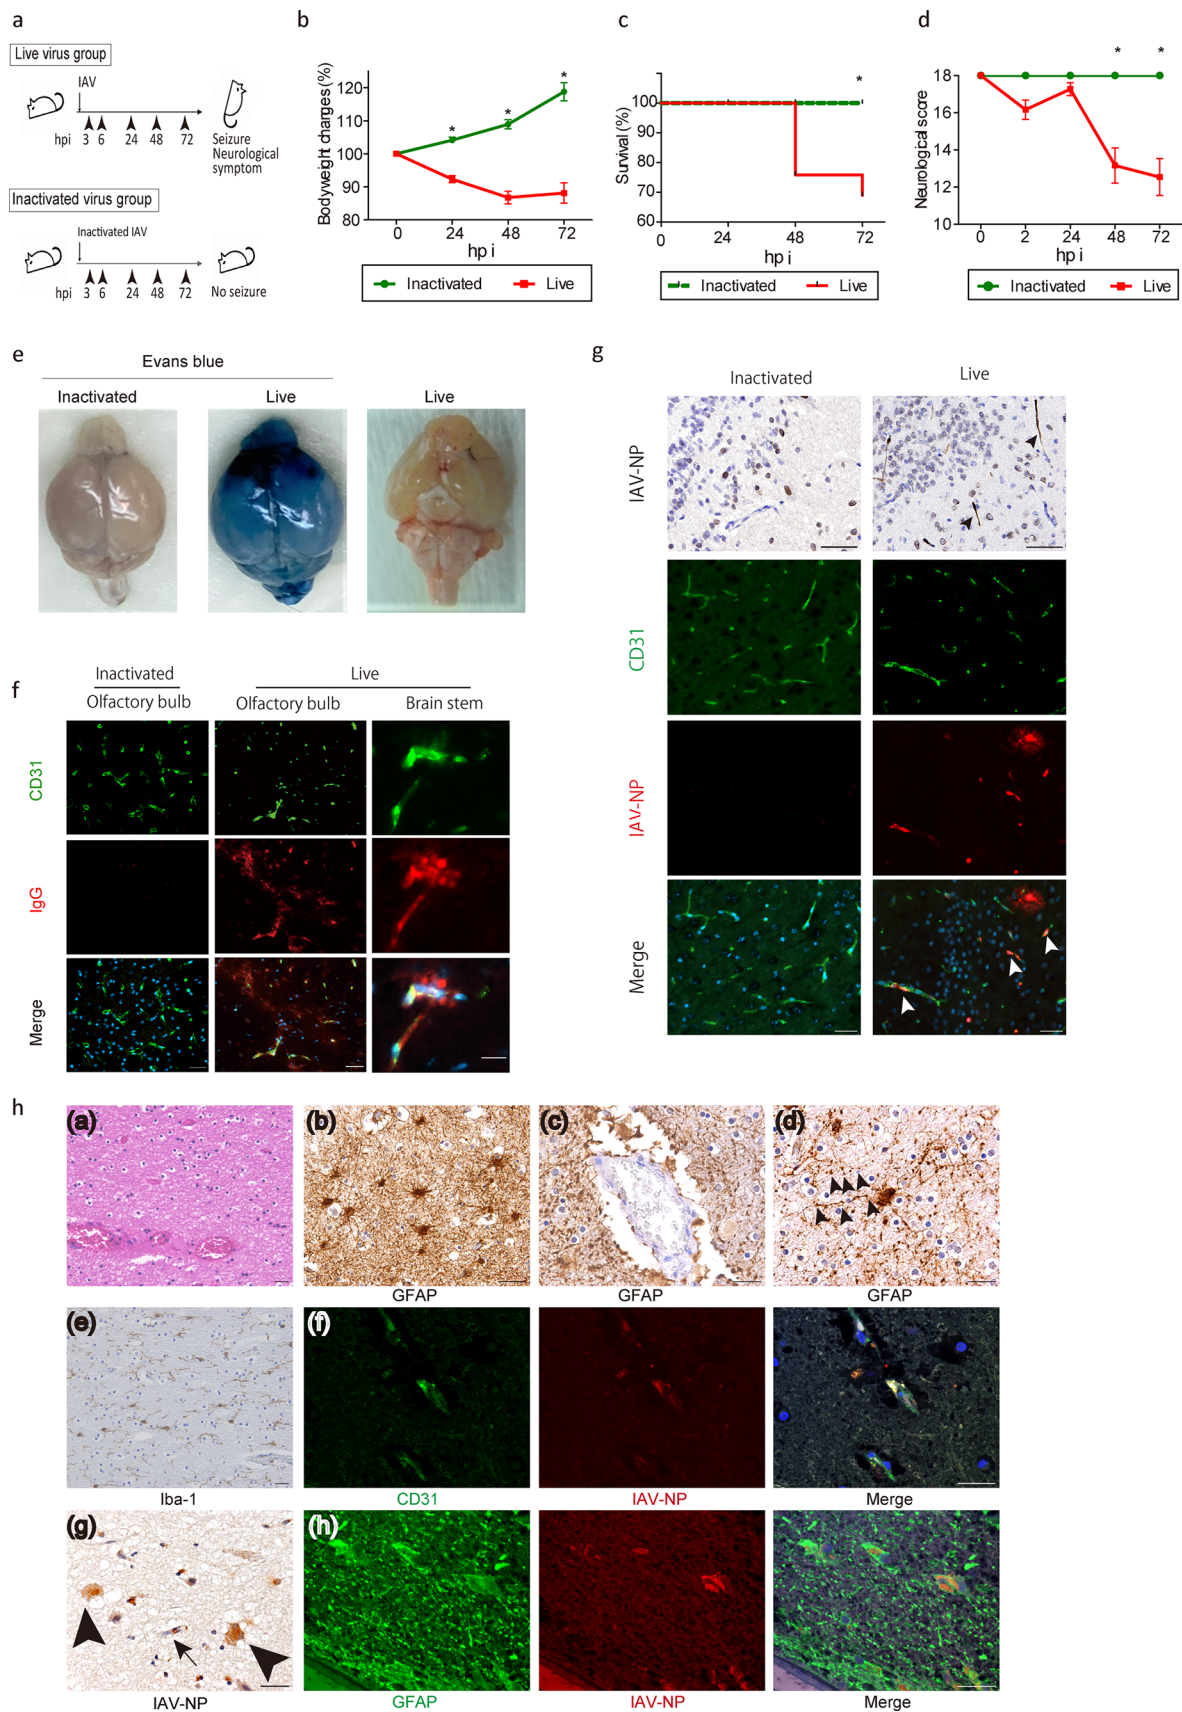 a
Live virus group
IAV
hpi 3 6 24 48 72
Seizure
Neurological
symptom
Inactivated virus group
Inactivated IAV
hpi 3 6 24 48 72
No seizure
b
Bodyweight changes (%)
120
110
100
90
80
* * *
0 24 48 72
hp i
Inactivated Live
c
Survival (%)
100
90
80
70
60
*
0 24 48 72
hp i
Inactivated Live
d
Neurological score
18
16
14
12
10
* *
0 2 24 48 72
hp i
Inactivated Live
e
Evans blue
Inactivated Live Live
f
Inactivated Live
Olfactory bulb Olfactory bulb Brain stem
CD31
IgG
Merge
g
Inactivated Live
IAV-NP
CD31
IAV-NP
Merge
h
(a) (b) (c) (d)
GFAP GFAP GFAP
(e) (f)
Iba-1 CD31 IAV-NP Merge
(g) (h)
IAV-NP GFAP IAV-NP Merge